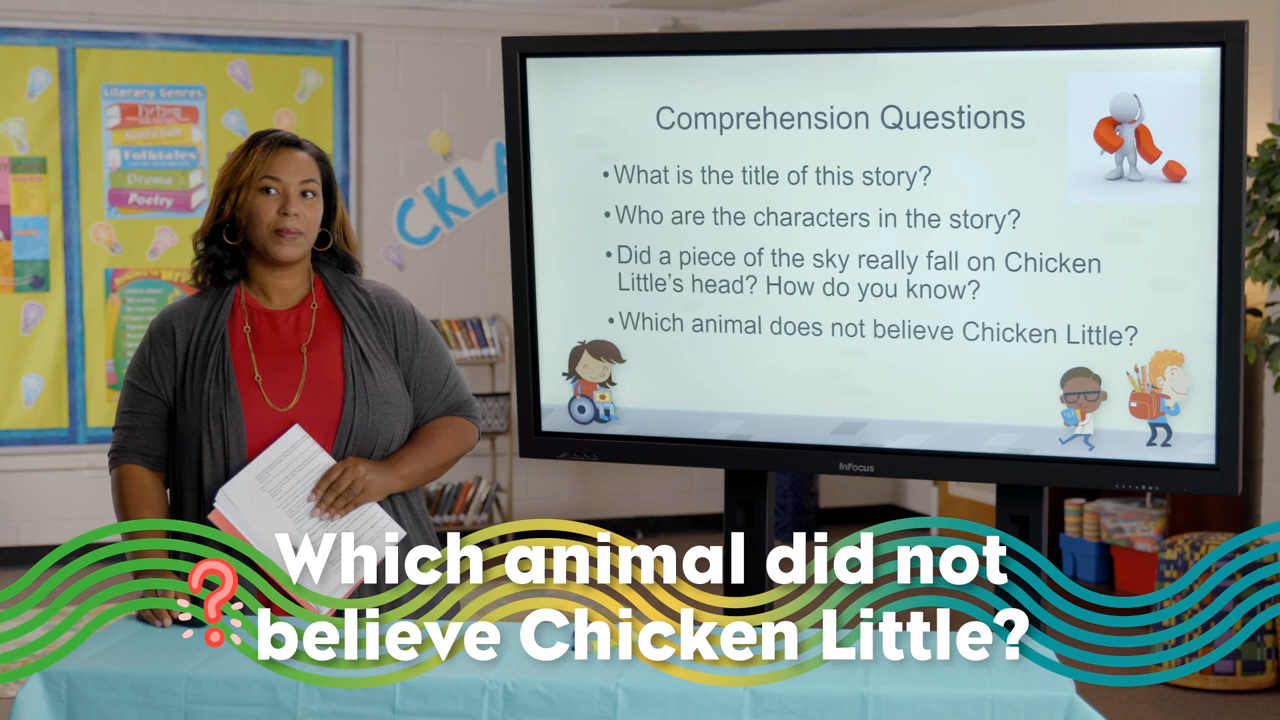 Literary Genres
Fiction
Folktales
Drama
Poetry
CKLA
Comprehension Questions
•What is the title of this story?
•Who are the characters in the story?
•Did a piece of the sky really fall on Chicken
Little's head? How do you know?
•Which animal does not believe Chicken Little?
InFocus
Which animal did not
believe Chicken Little?